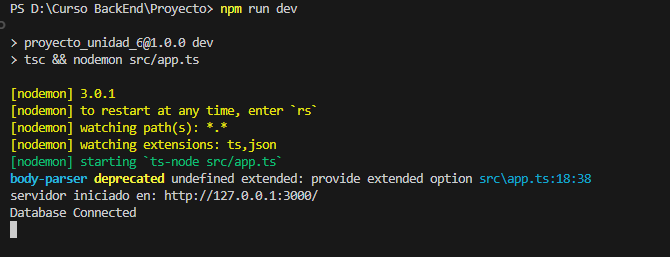 PS D:\Curso BackEnd\Proyecto> npm run dev
> proyecto_unidad_6@1.0.0 dev
> tsc && nodemon src/app.ts
[nodemon] 3.0.1
[nodemon] to restart at any time, enter `rs`
[nodemon] watching path(s): *.*
[nodemon] watching extensions: ts,json
[nodemon] starting `ts-node src/app.ts`
body-parser deprecated undefined extended: provide extended option src\app.ts:18:38
servidor iniciado en: http://127.0.0.1:3000/
Database Connected